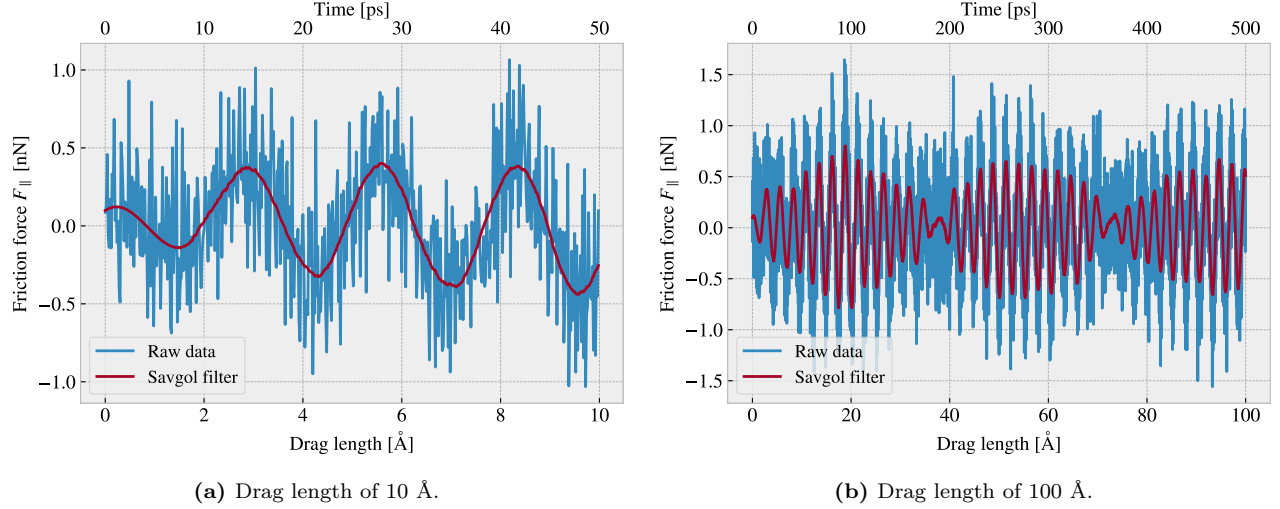 Time [ps]
0 10 20 30 40 50
1.0
0.5
0.0
−0.5
−1.0
Friction force F∥ [nN]
Raw data
Savgol filter
0 2 4 6 8 10
Drag length [Å]
(a) Drag length of 10 Å.
Time [ps]
0 100 200 300 400 500
1.5
1.0
0.5
0.0
−0.5
−1.0
−1.5
Friction force F∥ [nN]
Raw data
Savgol filter
0 20 40 60 80 100
Drag length [Å]
(b) Drag length of 100 Å.